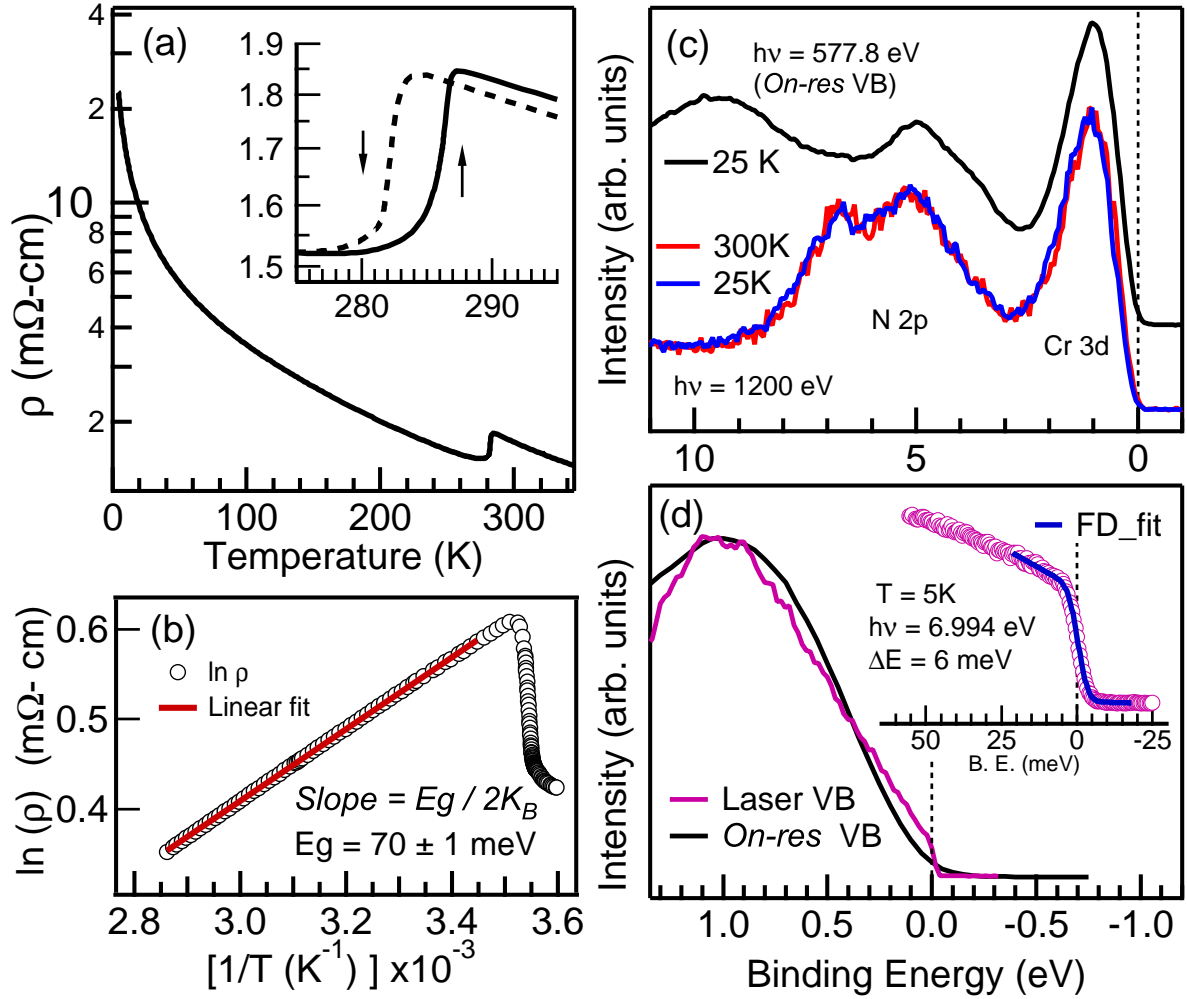 (a)
4
2
10
8
6
4
2
ρ (mΩ-cm)
0
100
200
300
Temperature (K)
1.9
1.8
1.7
1.6
1.5
280
290
(b)
ln ρ
Linear fit
0.6
0.5
0.4
ln (ρ) (mΩ- cm)
Slope = Eg / 2K_B
Eg = 70 ± 1 meV
2.8
3.0
3.2
3.4
3.6
[1/T (K⁻¹) ] x10⁻³
(c)
hν = 577.8 eV
(On-res VB)
25 K
300K
25K
N 2p
Cr 3d
hν = 1200 eV
Intensity (arb. units)
10
5
0
(d)
FD_fit
T = 5K
hν = 6.994 eV
ΔE = 6 meV
50
25
0
-25
B. E. (meV)
Laser VB
On-res VB
Intensity (arb. units)
1.0
0.5
0.0
-0.5
-1.0
Binding Energy (eV)